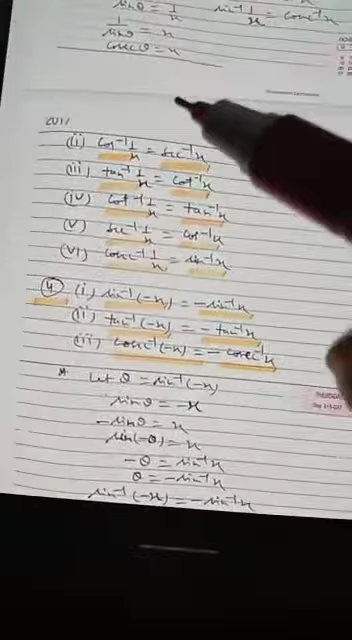 sinθ = 1/x sin⁻¹ 1/x = cosec⁻¹x
1/sinθ = x
cosecθ = x
2017
(ii) cos⁻¹ 1/x = sec⁻¹x
(iii) tan⁻¹ 1/x = cot⁻¹x
(iv) cot⁻¹ 1/x = tan⁻¹x
(v) sec⁻¹ 1/x = cos⁻¹x
(vi) cosec⁻¹ 1/x = sin⁻¹x
④ (i) sin⁻¹(-x) = -sin⁻¹x
(ii) tan⁻¹(-x) = -tan⁻¹x
(iii) cosec⁻¹(-x) = -cosec⁻¹x
* Let θ = sin⁻¹(-x)
sinθ = -x
-sinθ = x
sin(-θ) = x
-θ = sin⁻¹x
θ = -sin⁻¹x
sin⁻¹(-x) = -sin⁻¹x